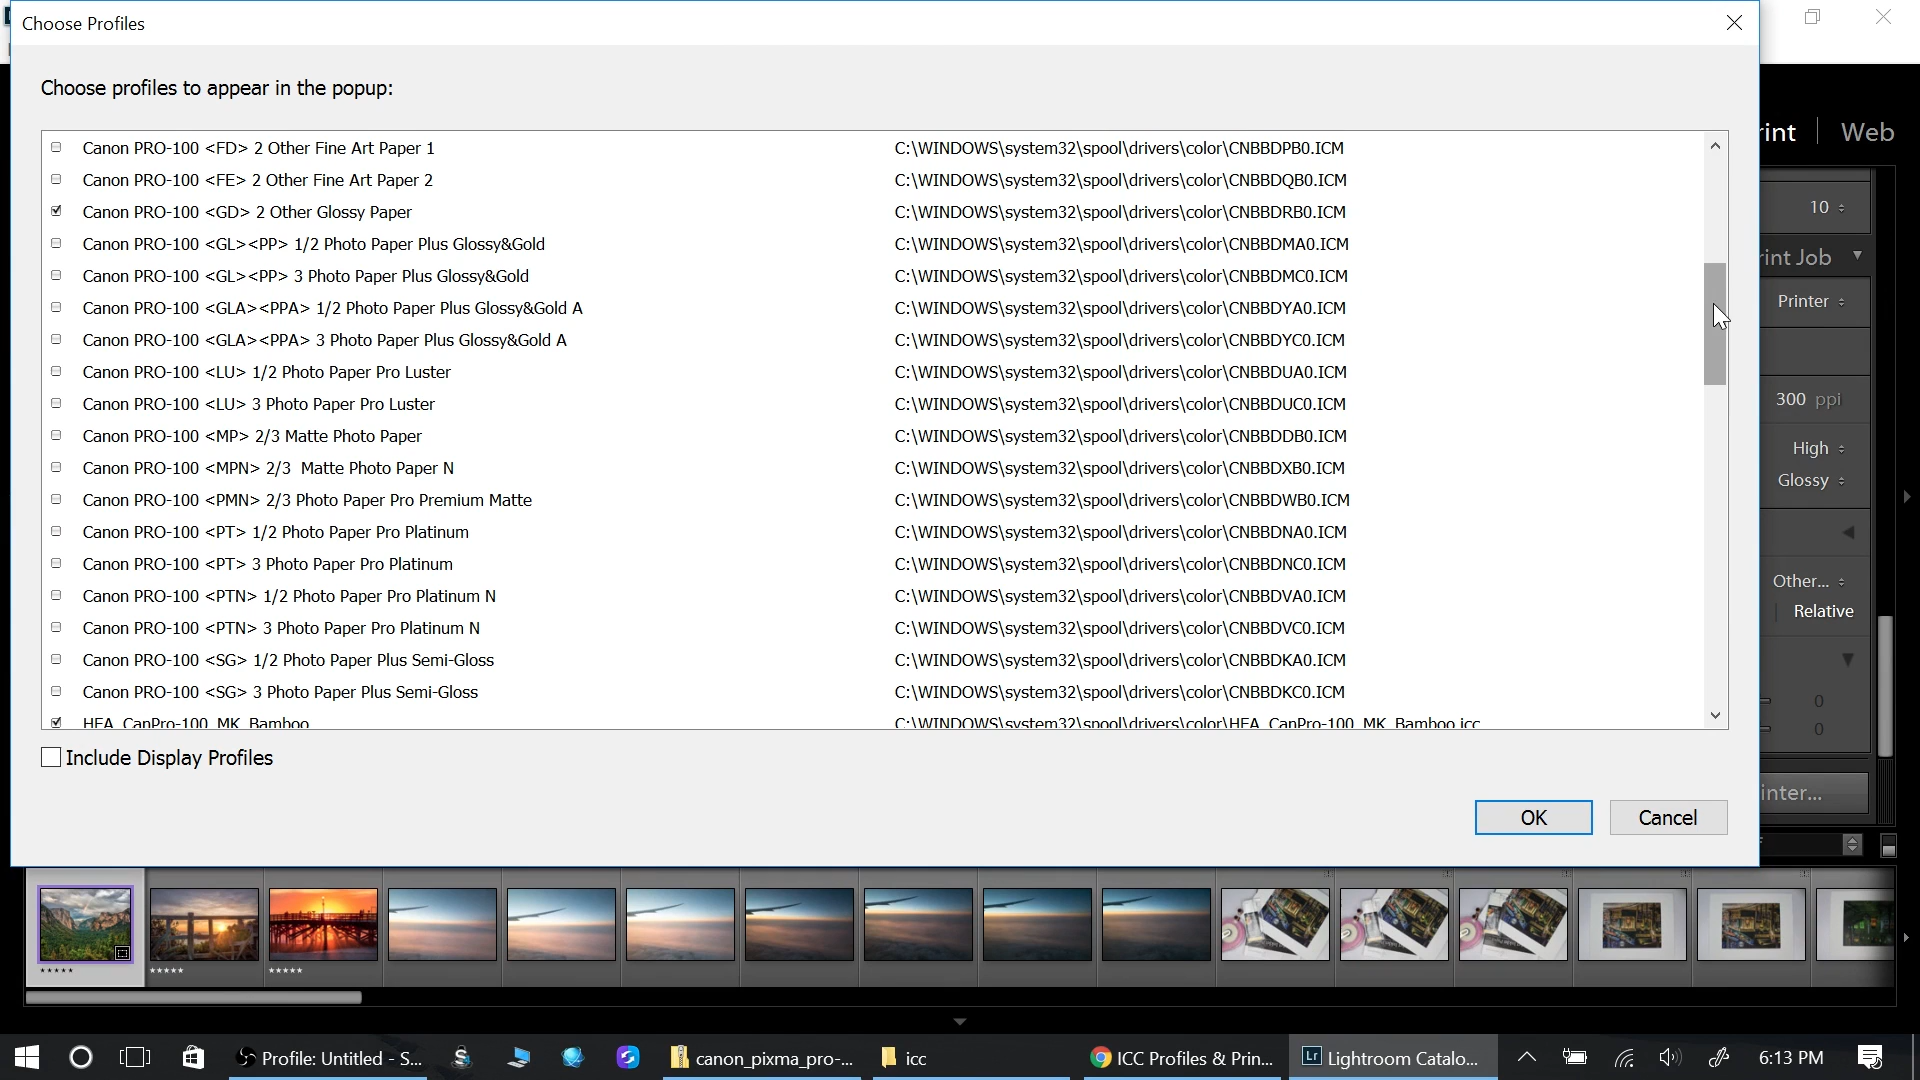 Choose Profiles
Choose profiles to appear in the popup:
Canon PRO-100 <FD> 2 Other Fine Art Paper 1 C:\WINDOWS\system32\spool\drivers\color\CNBBDPB0.ICM
Canon PRO-100 <FE> 2 Other Fine Art Paper 2 C:\WINDOWS\system32\spool\drivers\color\CNBBDQB0.ICM
Canon PRO-100 <GD> 2 Other Glossy Paper C:\WINDOWS\system32\spool\drivers\color\CNBBDRB0.ICM
Canon PRO-100 <GL><PP> 1/2 Photo Paper Plus Glossy&Gold C:\WINDOWS\system32\spool\drivers\color\CNBBDMA0.ICM
Canon PRO-100 <GL><PP> 3 Photo Paper Plus Glossy&Gold C:\WINDOWS\system32\spool\drivers\color\CNBBDMC0.ICM
Canon PRO-100 <GLA><PPA> 1/2 Photo Paper Plus Glossy&Gold A C:\WINDOWS\system32\spool\drivers\color\CNBBDYA0.ICM
Canon PRO-100 <GLA><PPA> 3 Photo Paper Plus Glossy&Gold A C:\WINDOWS\system32\spool\drivers\color\CNBBDYC0.ICM
Canon PRO-100 <LU> 1/2 Photo Paper Pro Luster C:\WINDOWS\system32\spool\drivers\color\CNBBDUA0.ICM
Canon PRO-100 <LU> 3 Photo Paper Pro Luster C:\WINDOWS\system32\spool\drivers\color\CNBBDUC0.ICM
Canon PRO-100 <MP> 2/3 Matte Photo Paper C:\WINDOWS\system32\spool\drivers\color\CNBBDDB0.ICM
Canon PRO-100 <MPN> 2/3 Matte Photo Paper N C:\WINDOWS\system32\spool\drivers\color\CNBBDXB0.ICM
Canon PRO-100 <PMN> 2/3 Photo Paper Pro Premium Matte C:\WINDOWS\system32\spool\drivers\color\CNBBDWB0.ICM
Canon PRO-100 <PT> 1/2 Photo Paper Pro Platinum C:\WINDOWS\system32\spool\drivers\color\CNBBDNA0.ICM
Canon PRO-100 <PT> 3 Photo Paper Pro Platinum C:\WINDOWS\system32\spool\drivers\color\CNBBDNC0.ICM
Canon PRO-100 <PTN> 1/2 Photo Paper Pro Platinum N C:\WINDOWS\system32\spool\drivers\color\CNBBDVA0.ICM
Canon PRO-100 <PTN> 3 Photo Paper Pro Platinum N C:\WINDOWS\system32\spool\drivers\color\CNBBDVC0.ICM
Canon PRO-100 <SG> 1/2 Photo Paper Plus Semi-Gloss C:\WINDOWS\system32\spool\drivers\color\CNBBDKA0.ICM
Canon PRO-100 <SG> 3 Photo Paper Plus Semi-Gloss C:\WINDOWS\system32\spool\drivers\color\CNBBDKC0.ICM
HFA_CanPro-100_MK_Bamboo C:\WINDOWS\system32\spool\drivers\color\HFA_CanPro-100_MK_Bamboo.icc
Include Display Profiles
OK Cancel
rint Web
10
int Job
Printer
300 ppi
High
Glossy
Other...
Relative
0
0
inter...
Profile: Untitled - S... canon_pixma_pro-... icc ICC Profiles & Prin... Lr Lightroom Catalo... 6:13 PM